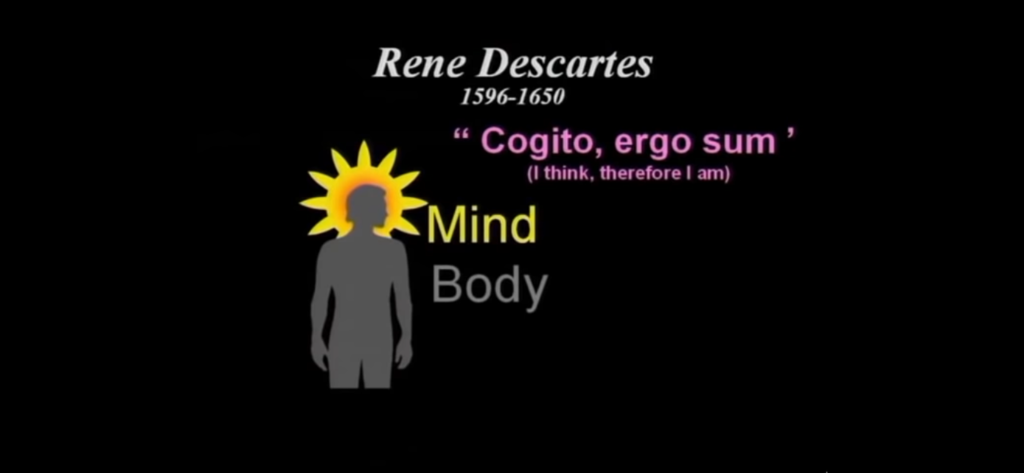 Rene Descartes
1596-1650
“ Cogito, ergo sum ’
(I think, therefore I am)
Mind
Body